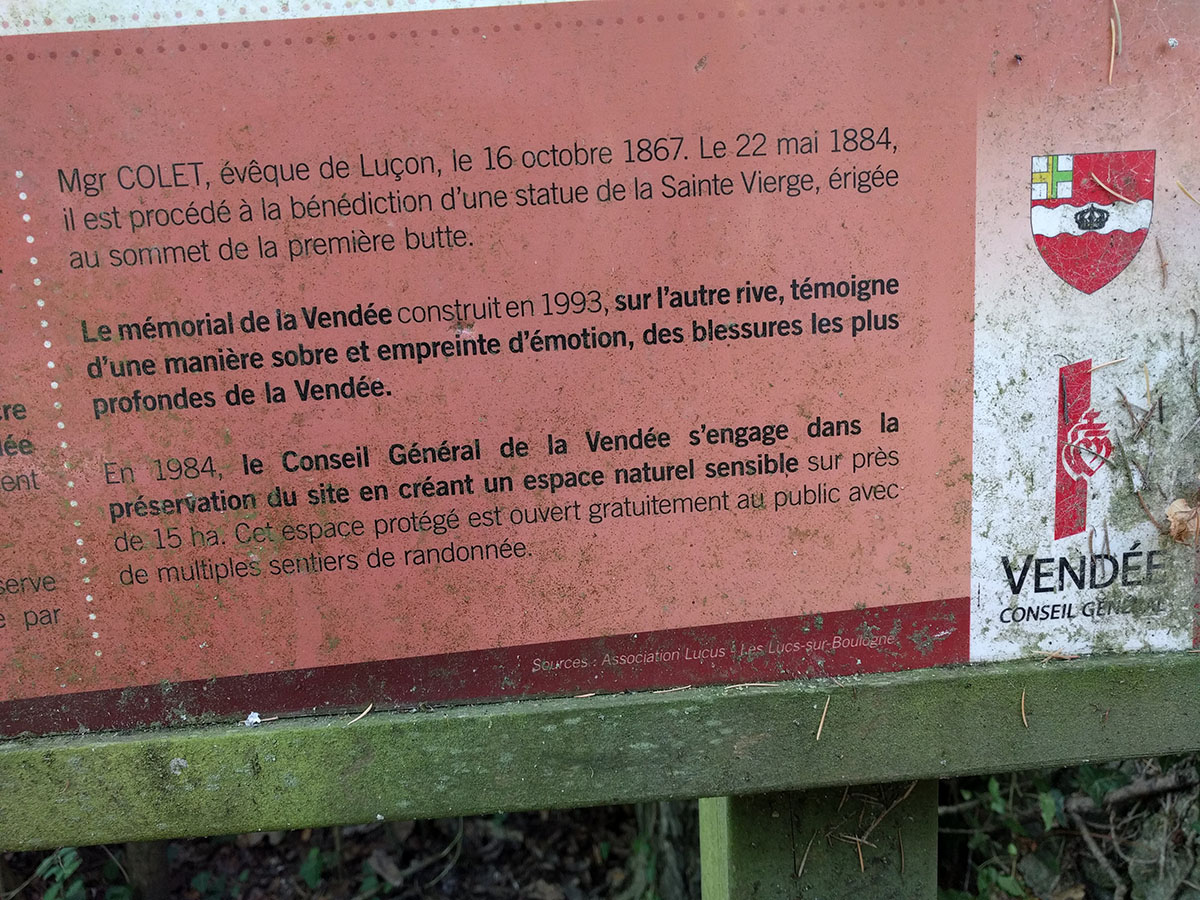 Mgr COLET, évêque de Luçon, le 16 octobre 1867. Le 22 mai 1884,
il est procédé à la bénédiction d'une statue de la Sainte Vierge, érigée
au sommet de la première butte.
Le mémorial de la Vendée construit en 1993, sur l'autre rive, témoigne
d'une manière sobre et empreinte d'émotion, des blessures les plus
profondes de la Vendée.
En 1984, le Conseil Général de la Vendée s'engage dans la
préservation du site en créant un espace naturel sensible sur près
de 15 ha. Cet espace protégé est ouvert gratuitement au public avec
de multiples sentiers de randonnée.
Sources : Association Lucus - Les Lucs-sur-Boulogne
VENDÉE
CONSEIL GÉNÉRAL
par